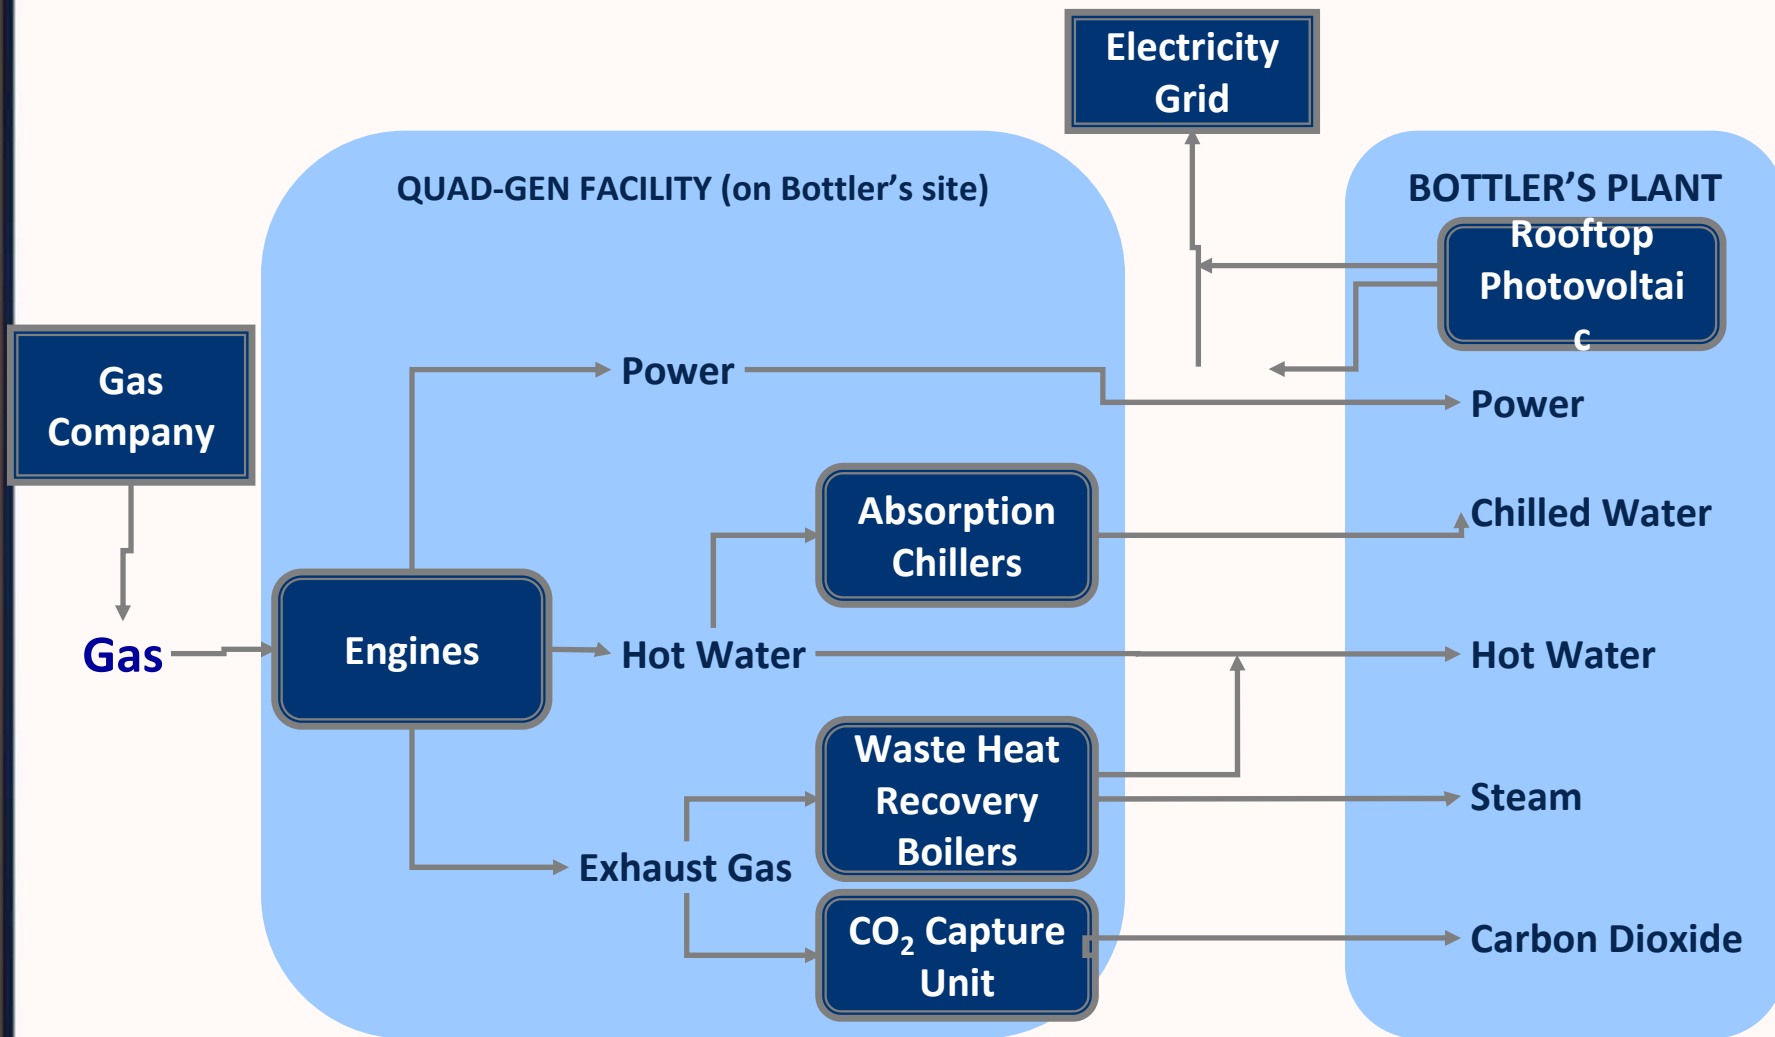 Electricity
Grid
QUAD-GEN FACILITY (on Bottler's site)
BOTTLER'S PLANT
Rooftop
Photovoltai
c
Gas
Company
Power
Power
Absorption
Chillers
Chilled Water
Gas
Engines
Hot Water
Hot Water
Waste Heat
Recovery
Boilers
Steam
Exhaust Gas
CO₂ Capture
Unit
Carbon Dioxide